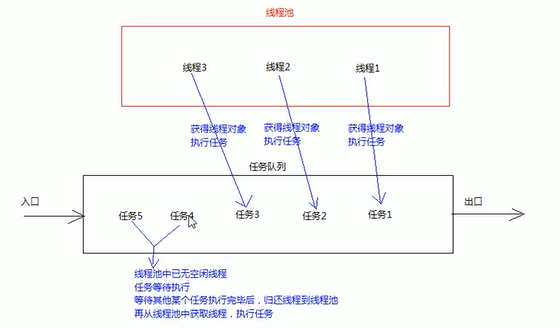 线程池
线程3
线程2
线程1
获得线程对象
执行任务
获得线程对象
执行任务
获得线程对象
执行任务
任务队列
入口
出口
任务5
任务4
任务3
任务2
任务1
线程池中已无空闲线程
任务等待执行
等待其他某个任务执行完毕后，归还线程到线程池
再从线程池中获取线程，执行任务